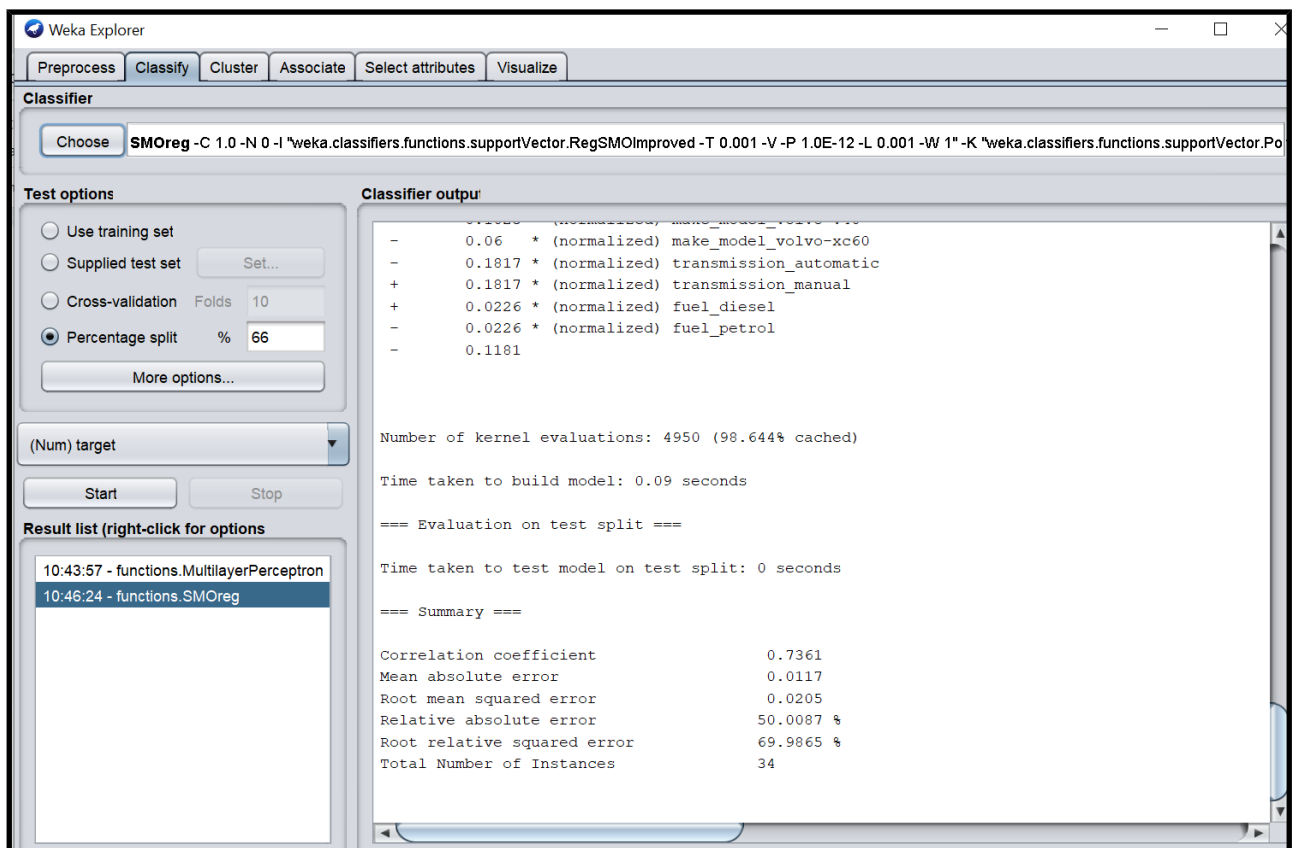 Weka Explorer
Preprocess Classify Cluster Associate Select attributes Visualize
Classifier
Choose SMOreg -C 1.0 -N 0 -I "weka.classifiers.functions.supportVector.RegSMOImproved -T 0.001 -V -P 1.0E-12 -L 0.001 -W 1" -K "weka.classifiers.functions.supportVector.Po
Test options
Use training set
Supplied test set Set...
Cross-validation Folds 10
Percentage split % 66
More options...
(Num) target
Start Stop
Result list (right-click for options
10:43:57 - functions.MultilayerPerceptron
10:46:24 - functions.SMOreg
Classifier output
- 0.06 * (normalized) make_model_volvo-xc60
- 0.1817 * (normalized) transmission_automatic
+ 0.1817 * (normalized) transmission_manual
+ 0.0226 * (normalized) fuel_diesel
- 0.0226 * (normalized) fuel_petrol
- 0.1181
Number of kernel evaluations: 4950 (98.644% cached)
Time taken to build model: 0.09 seconds
=== Evaluation on test split ===
Time taken to test model on test split: 0 seconds
=== Summary ===
Correlation coefficient 0.7361
Mean absolute error 0.0117
Root mean squared error 0.0205
Relative absolute error 50.0087 %
Root relative squared error 69.9865 %
Total Number of Instances 34